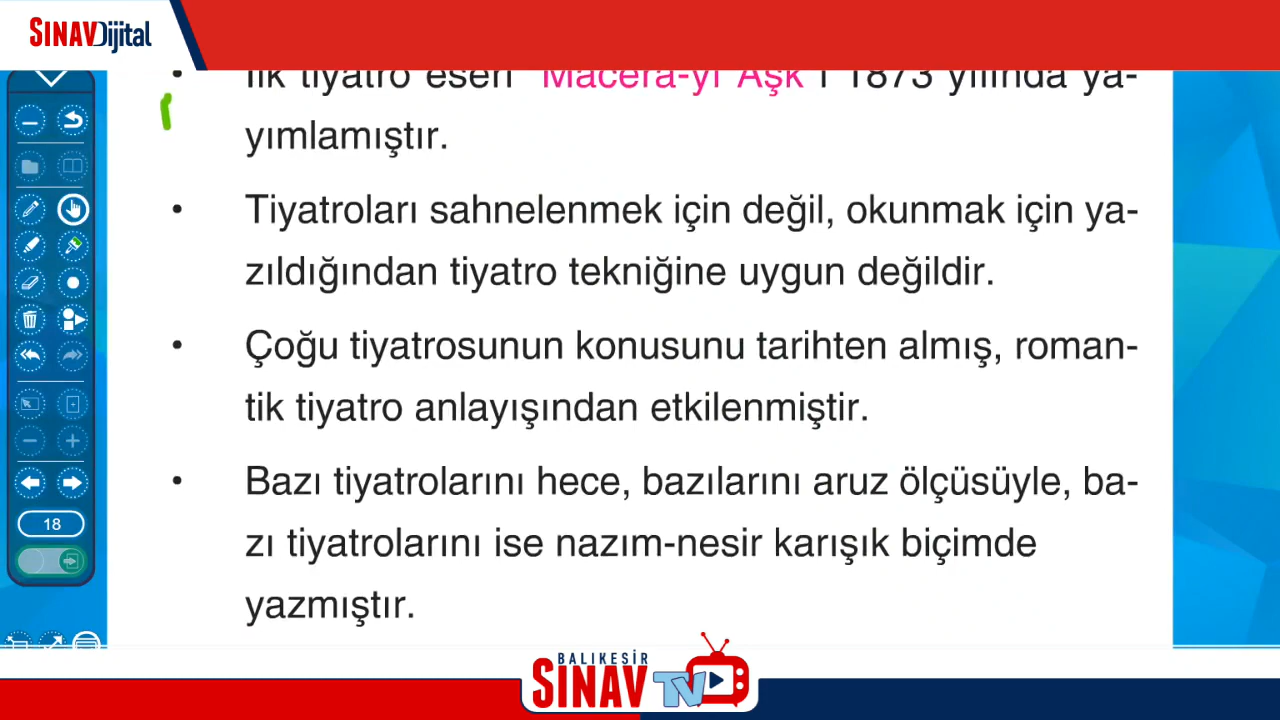 SINAV Dijital
İlk tiyatro eseri "Macera-yı Aşk"ı 1873 yılında ya-
yımlamıştır.
• Tiyatroları sahnelenmek için değil, okunmak için ya-
zıldığından tiyatro tekniğine uygun değildir.
• Çoğu tiyatrosunun konusunu tarihten almış, roman-
tik tiyatro anlayışından etkilenmiştir.
• Bazı tiyatrolarını hece, bazılarını aruz ölçüsüyle, ba-
zı tiyatrolarını ise nazım-nesir karışık biçimde
yazmıştır.
18
BALIKESİR
SINAV TV